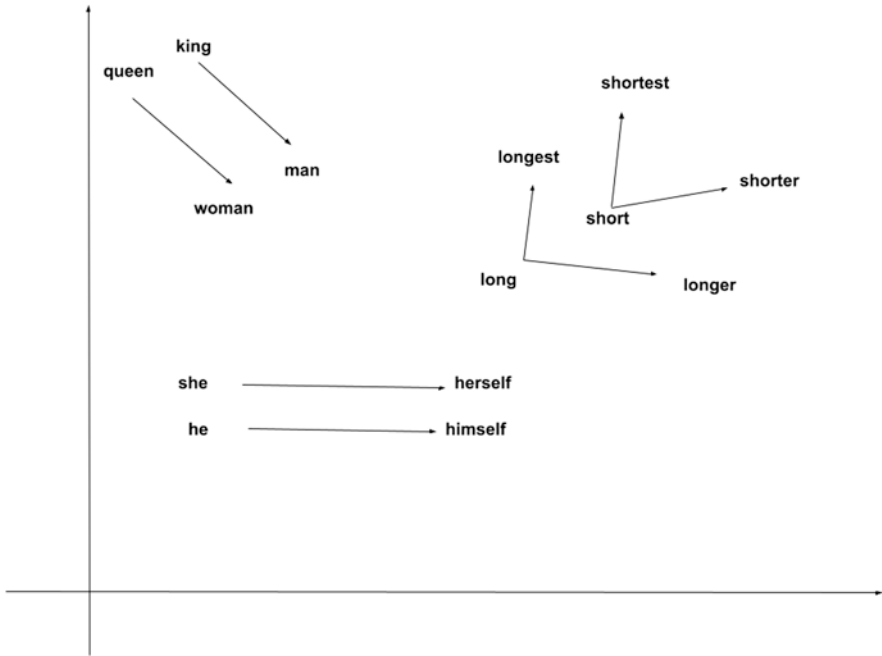 king
queen
man
woman
shortest
longest
shorter
short
long
longer
she
herself
he
himself